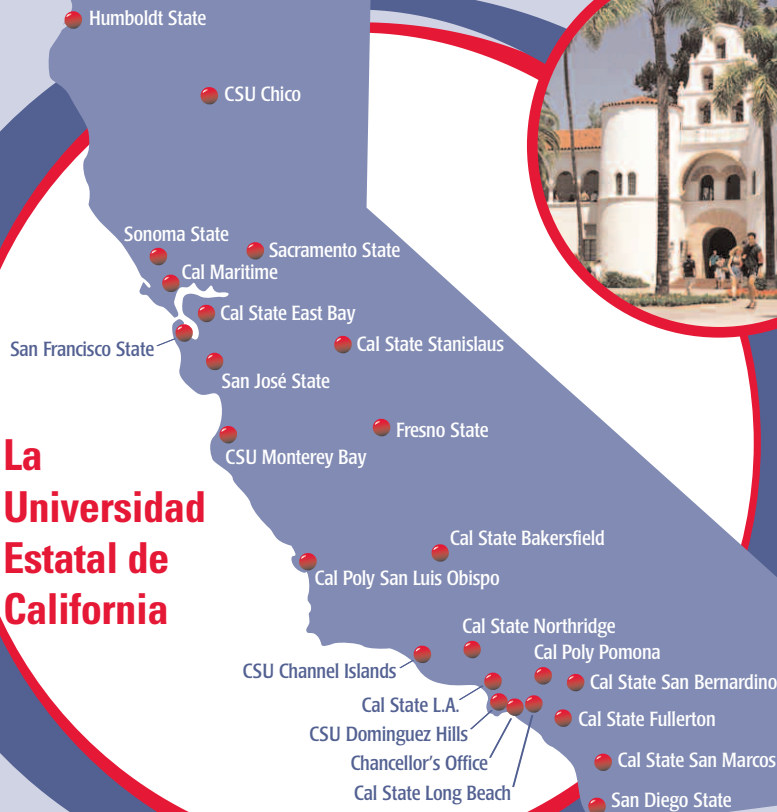 Humboldt State
CSU Chico
Sonoma State
Sacramento State
Cal Maritime
Cal State East Bay
San Francisco State
Cal State Stanislaus
San José State
Fresno State
CSU Monterey Bay
La
Universidad
Estatal de
California
Cal State Bakersfield
Cal Poly San Luis Obispo
Cal State Northridge
Cal Poly Pomona
CSU Channel Islands
Cal State San Bernardino
Cal State L.A.
Cal State Fullerton
CSU Dominguez Hills
Chancellor's Office
Cal State San Marcos
Cal State Long Beach
San Diego State